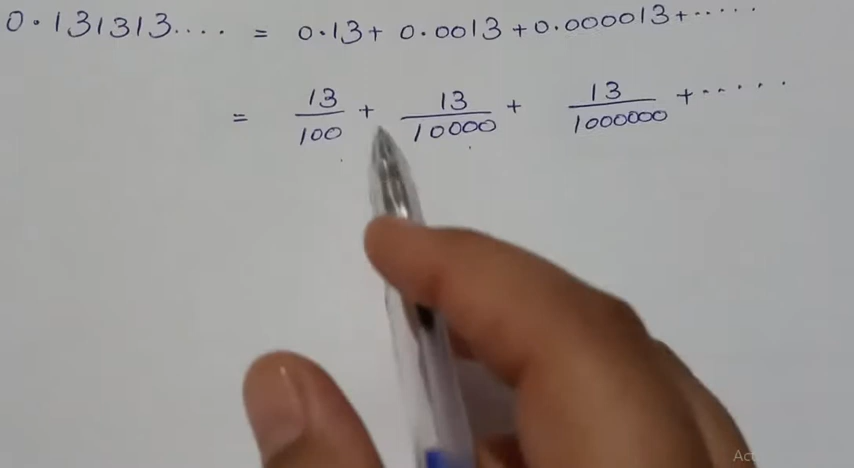 0.131313.... = 0.13 + 0.0013 + 0.000013 + ......
= 13/100 + 13/10000 + 13/1000000 + ......